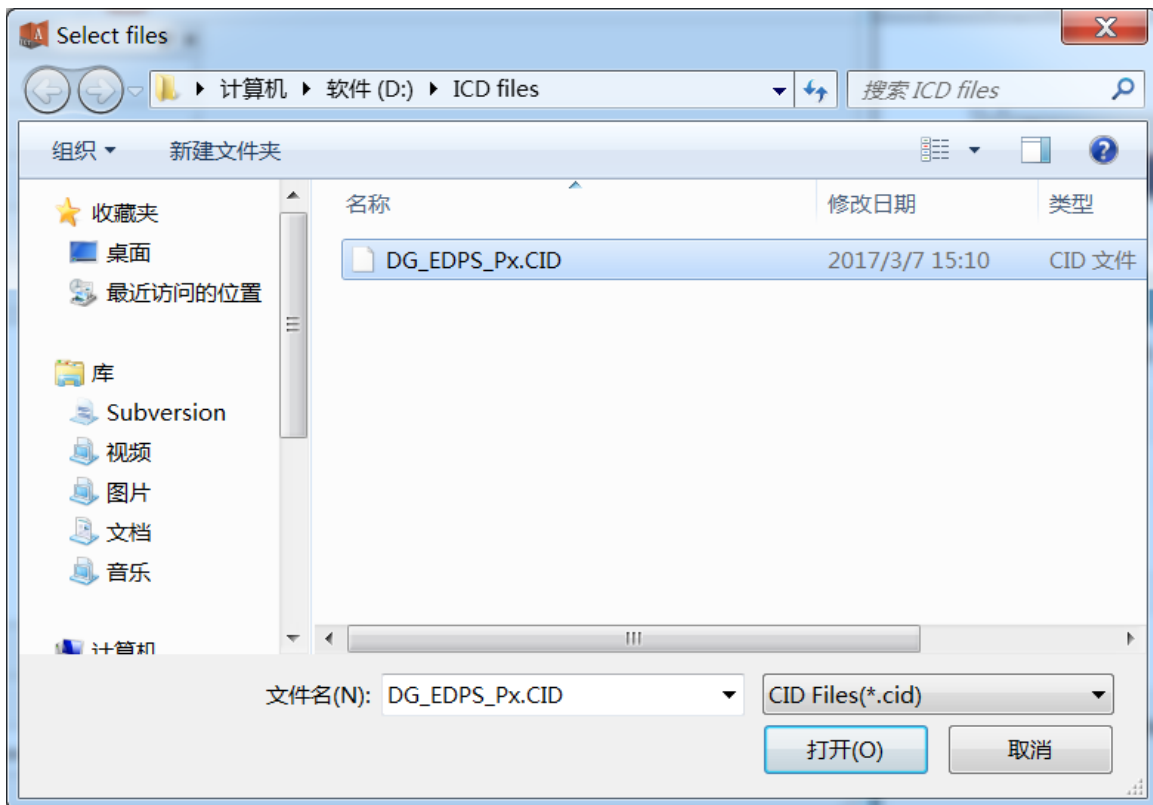 Select files
计算机 软件 (D:) ICD files
搜索 ICD files
组织 新建文件夹
名称 修改日期 类型
收藏夹
桌面
最近访问的位置
库
Subversion
视频
图片
文档
音乐
计算机
DG_EDPS_Px.CID 2017/3/7 15:10 CID 文件
文件名(N): DG_EDPS_Px.CID CID Files(*.cid)
打开(O) 取消